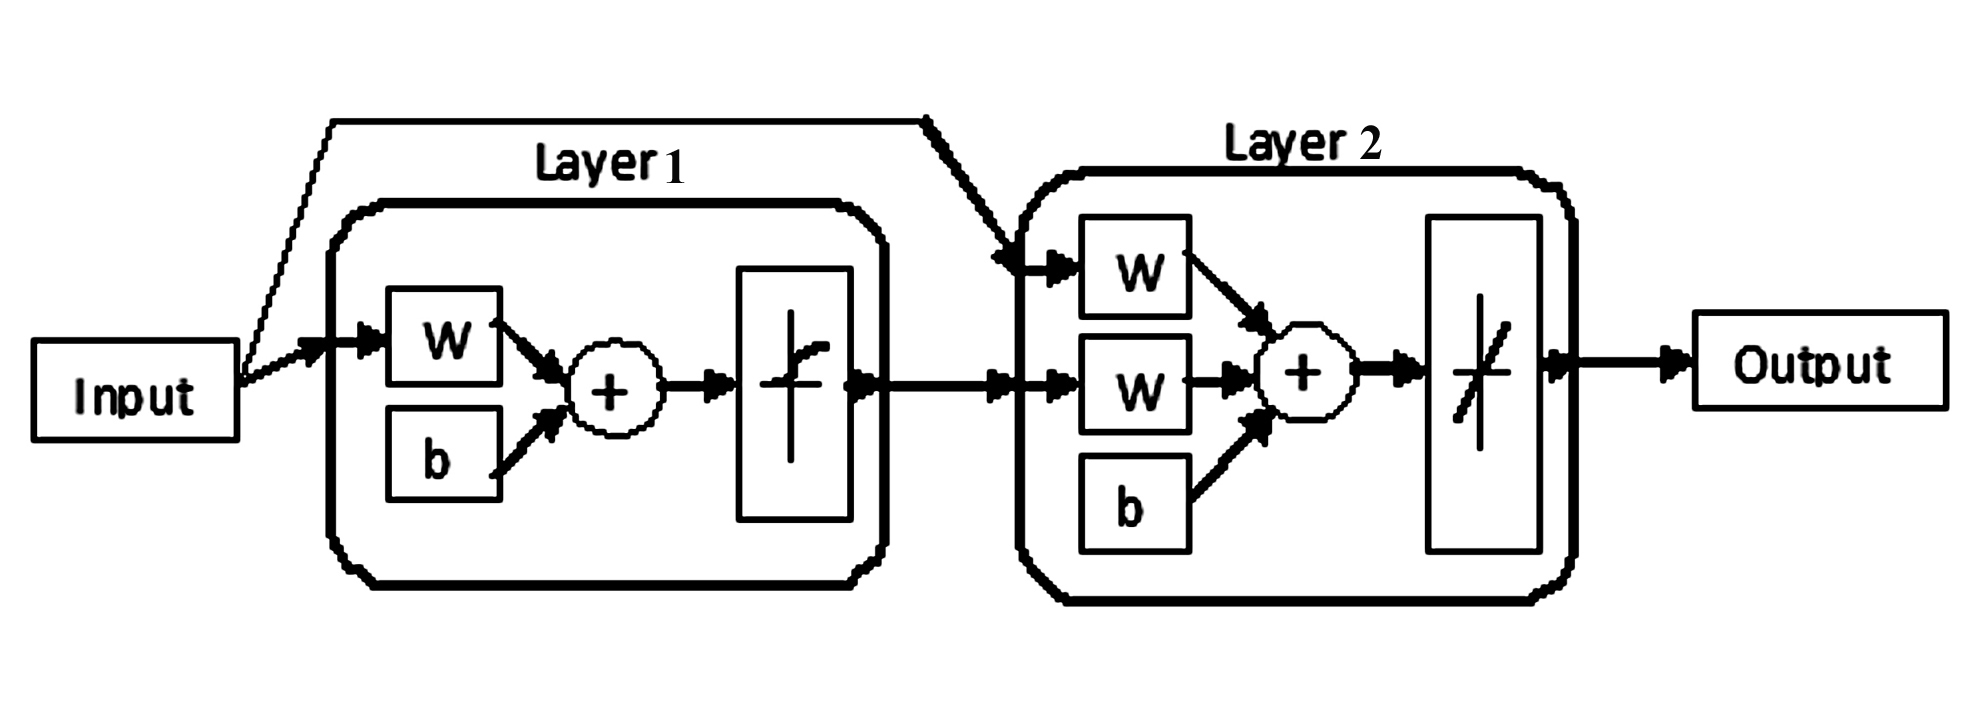 Layer 1
Layer 2
Input
W
b
+
W
W
b
+
Output